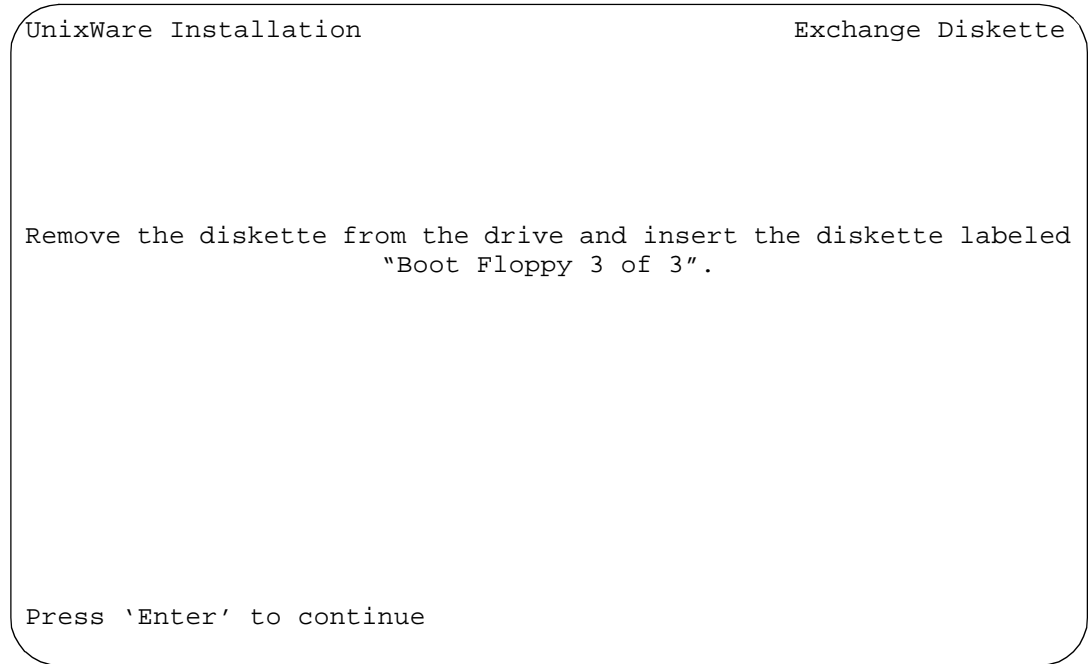 UnixWare Installation Exchange Diskette
Remove the diskette from the drive and insert the diskette labeled
“Boot Floppy 3 of 3”.
Press ‘Enter’ to continue